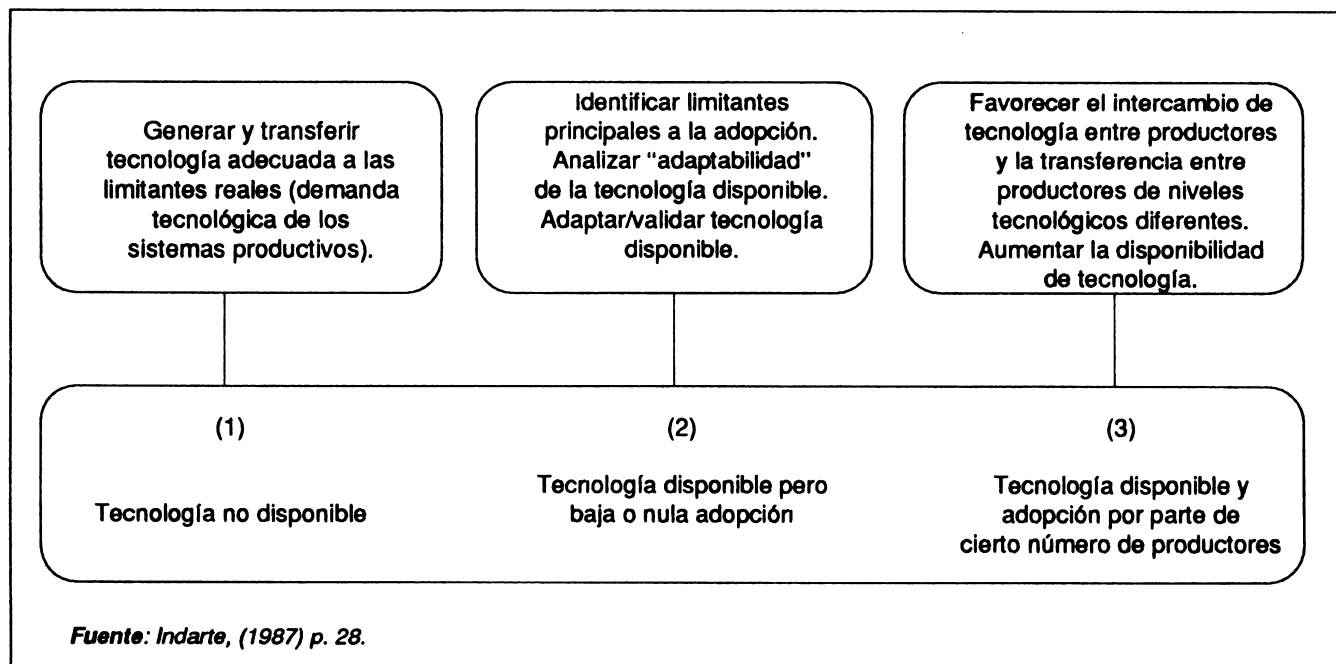 Generar y transferir
tecnología adecuada a las
limitantes reales (demanda
tecnológica de los
sistemas productivos).
Identificar limitantes
principales a la adopción.
Analizar “adaptabilidad”
de la tecnología disponible.
Adaptar/validar tecnología
disponible.
Favorecer el intercambio de
tecnología entre productores
y la transferencia entre
productores de niveles
tecnológicos diferentes.
Aumentar la disponibilidad
de tecnología.
(1)
Tecnología no disponible
(2)
Tecnología disponible pero
baja o nula adopción
(3)
Tecnología disponible y
adopción por parte de
cierto número de productores
Fuente: Indarte, (1987) p. 28.